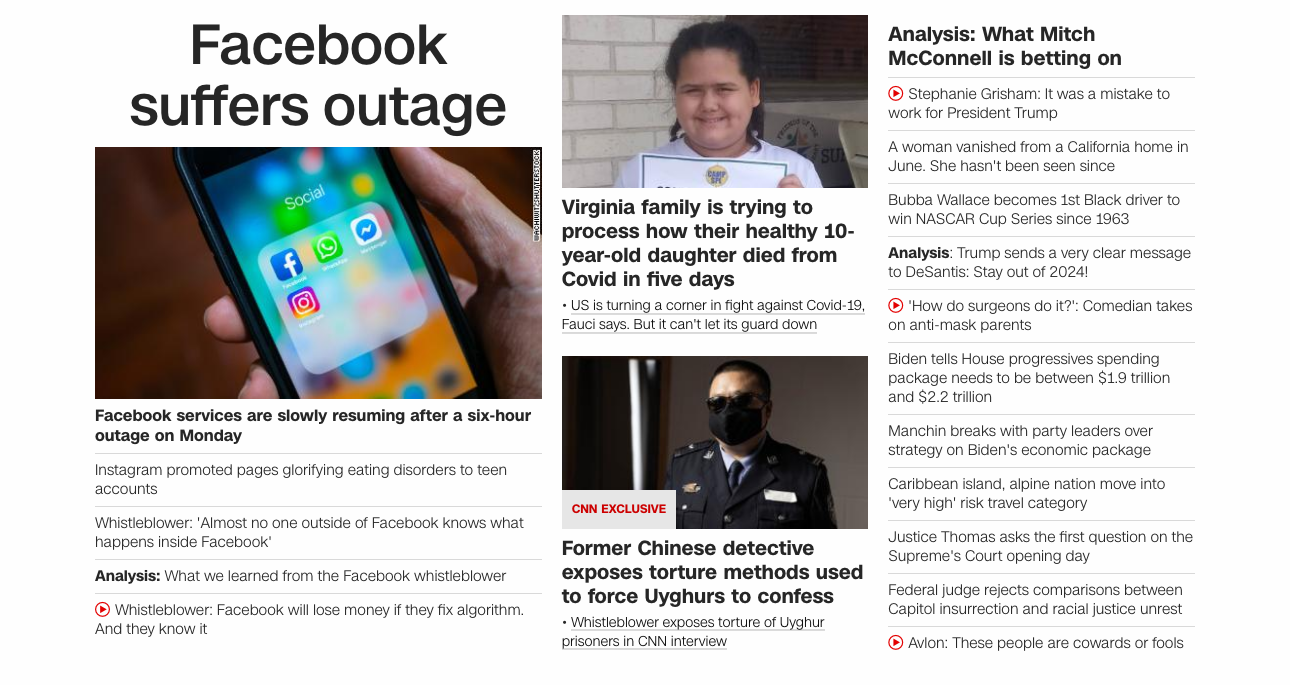 Facebook
suffers outage
Social
Facebook
WhatsApp
Messenger
Instagram
Facebook services are slowly resuming after a six-hour
outage on Monday
Instagram promoted pages glorifying eating disorders to teen
accounts
Whistleblower: 'Almost no one outside of Facebook knows what
happens inside Facebook'
Analysis: What we learned from the Facebook whistleblower
Whistleblower: Facebook will lose money if they fix algorithm.
And they know it
FRIENDS OF THE
CAMP
Virginia family is trying to
process how their healthy 10-
year-old daughter died from
Covid in five days
• US is turning a corner in fight against Covid-19,
Fauci says. But it can't let its guard down
CNN EXCLUSIVE
Former Chinese detective
exposes torture methods used
to force Uyghurs to confess
• Whistleblower exposes torture of Uyghur
prisoners in CNN interview
Analysis: What Mitch
McConnell is betting on
Stephanie Grisham: It was a mistake to
work for President Trump
A woman vanished from a California home in
June. She hasn't been seen since
Bubba Wallace becomes 1st Black driver to
win NASCAR Cup Series since 1963
Analysis: Trump sends a very clear message
to DeSantis: Stay out of 2024!
'How do surgeons do it?': Comedian takes
on anti-mask parents
Biden tells House progressives spending
package needs to be between $1.9 trillion
and $2.2 trillion
Manchin breaks with party leaders over
strategy on Biden's economic package
Caribbean island, alpine nation move into
'very high' risk travel category
Justice Thomas asks the first question on the
Supreme's Court opening day
Federal judge rejects comparisons between
Capitol insurrection and racial justice unrest
Avlon: These people are cowards or fools